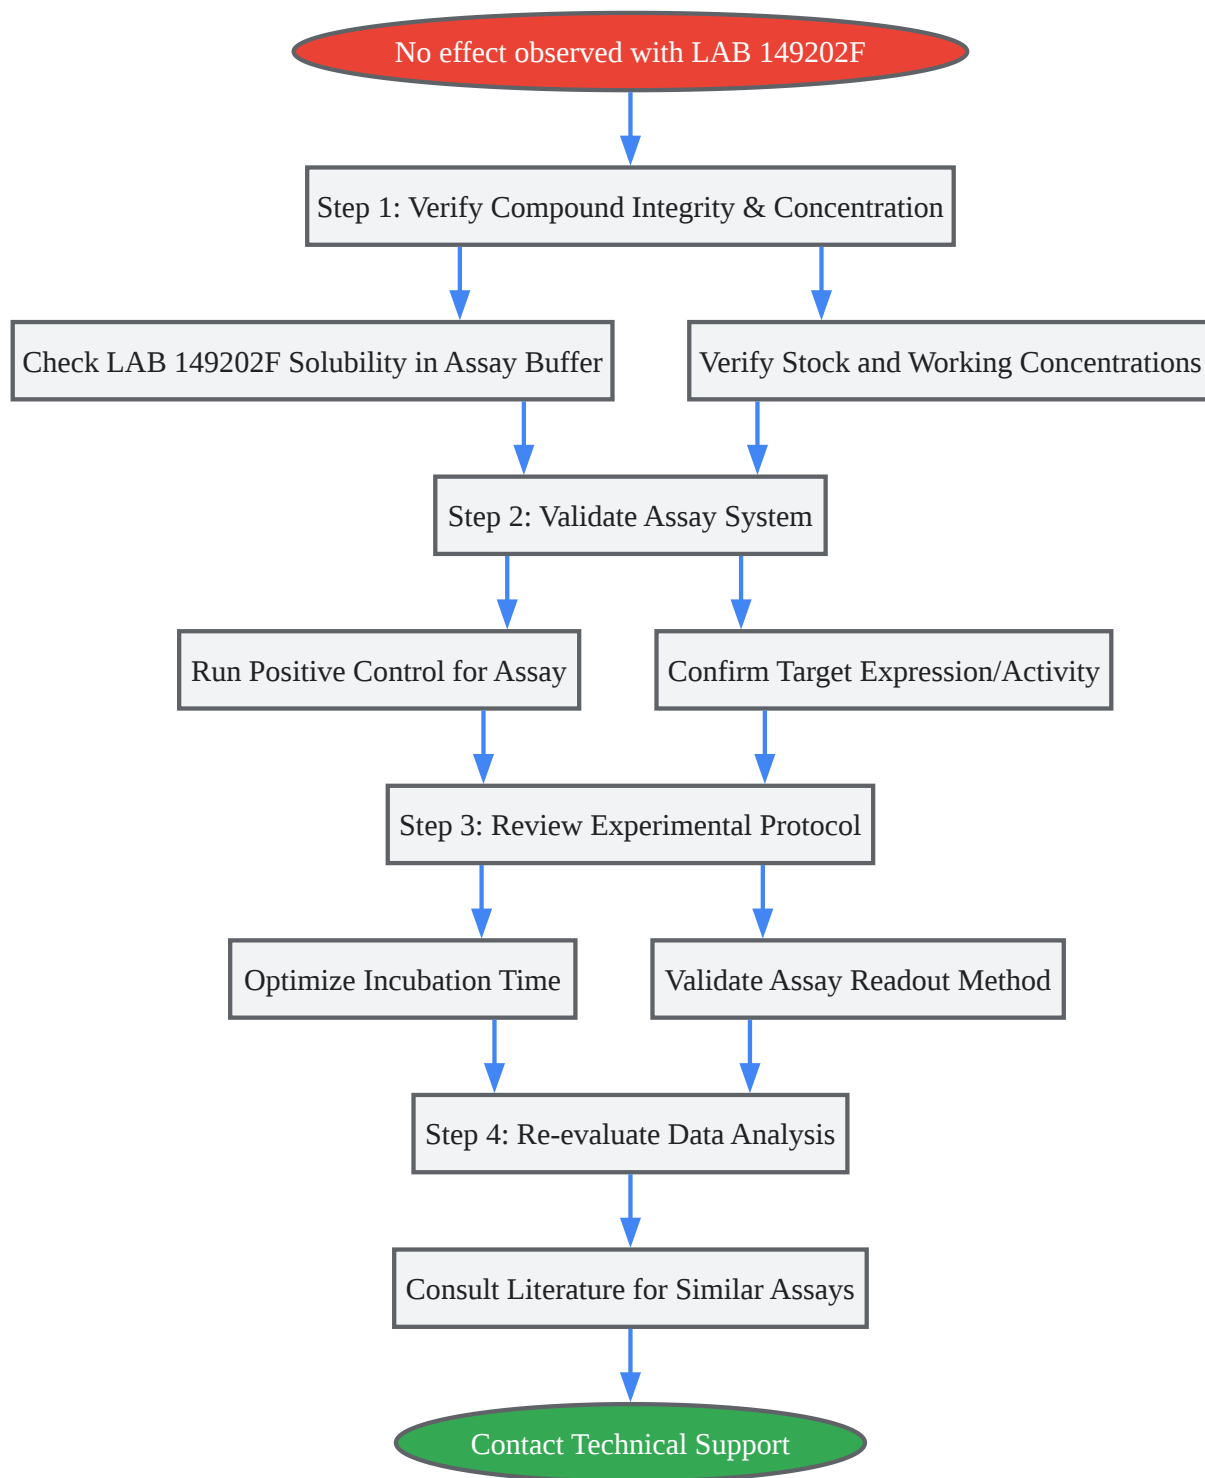 No effect observed with LAB 149202F
Step 1: Verify Compound Integrity & Concentration
Check LAB 149202F Solubility in Assay Buffer
Verify Stock and Working Concentrations
Step 2: Validate Assay System
Run Positive Control for Assay
Confirm Target Expression/Activity
Step 3: Review Experimental Protocol
Optimize Incubation Time
Validate Assay Readout Method
Step 4: Re-evaluate Data Analysis
Consult Literature for Similar Assays
Contact Technical Support